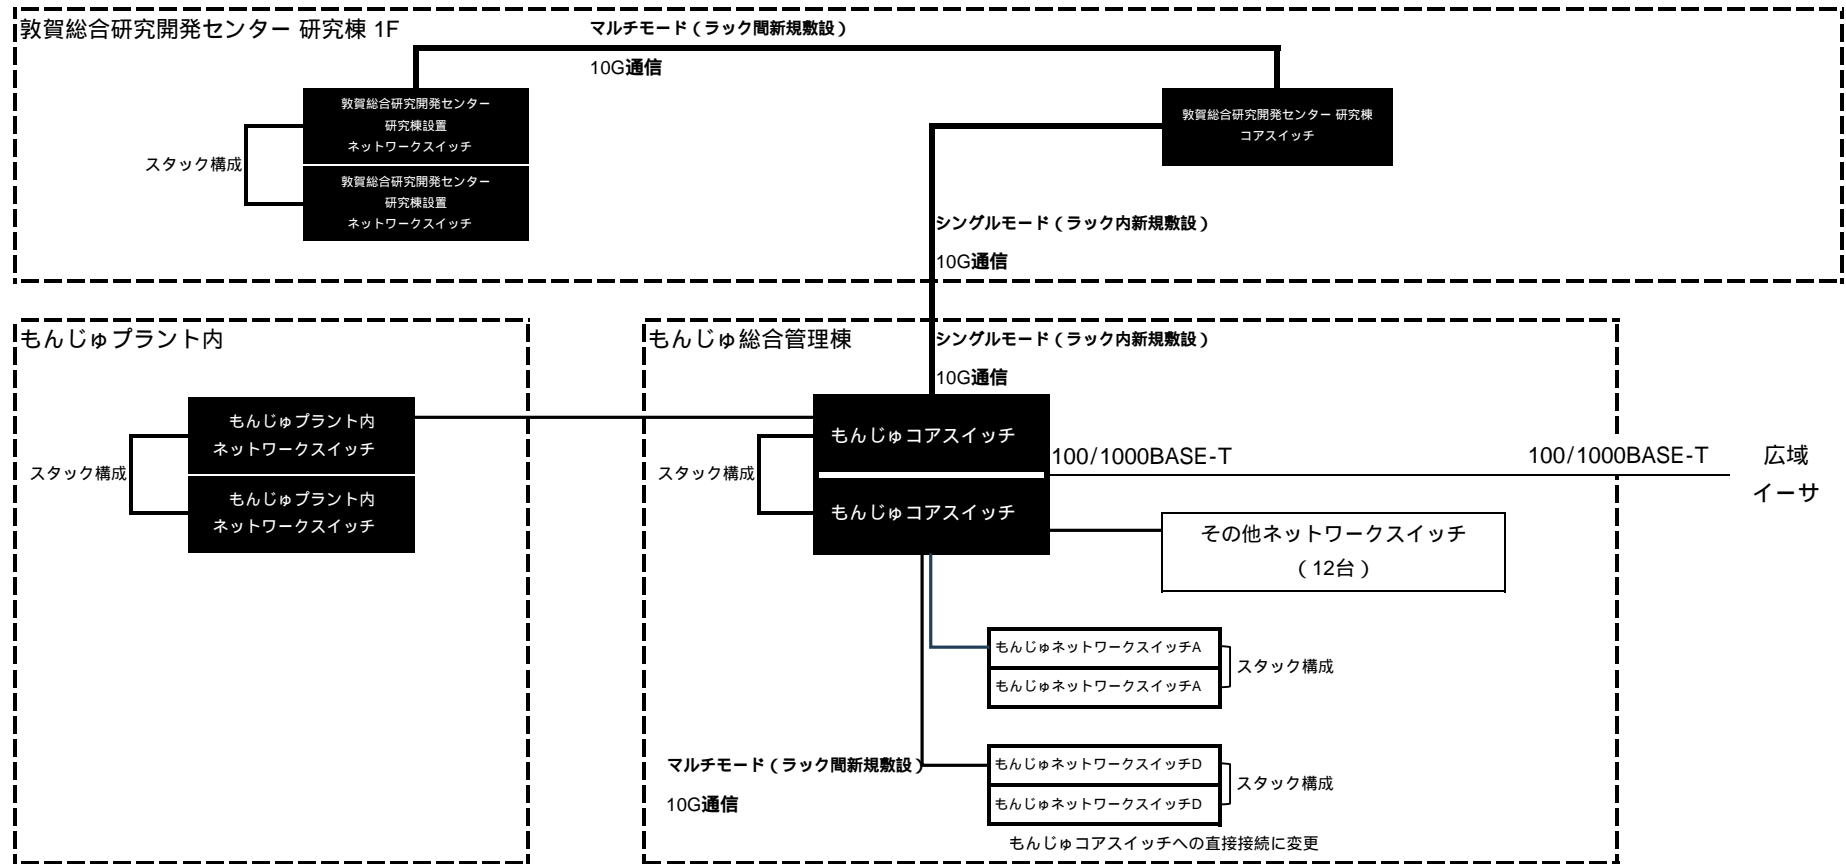 敦賀総合研究開発センター 研究棟 1F
マルチモード（ラック間新規敷設）
10G通信
敦賀総合研究開発センター
研究棟設置
ネットワークスイッチ
敦賀総合研究開発センター
研究棟設置
ネットワークスイッチ
スタック構成
敦賀総合研究開発センター 研究棟
コアスイッチ
シングルモード（ラック内新規敷設）
10G通信
もんじゅプラント内
もんじゅプラント内
ネットワークスイッチ
もんじゅプラント内
ネットワークスイッチ
スタック構成
もんじゅ総合管理棟
シングルモード（ラック内新規敷設）
10G通信
もんじゅコアスイッチ
もんじゅコアスイッチ
スタック構成
100/1000BASE-T
100/1000BASE-T
広域
イーサ
その他ネットワークスイッチ
（12台）
もんじゅネットワークスイッチA
もんじゅネットワークスイッチA
スタック構成
マルチモード（ラック間新規敷設）
10G通信
もんじゅネットワークスイッチD
もんじゅネットワークスイッチD
スタック構成
もんじゅコアスイッチへの直接接続に変更